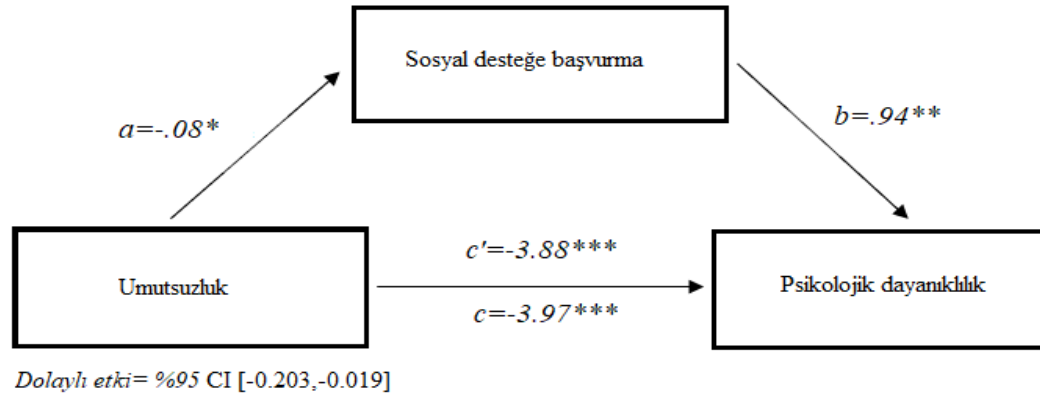 Sosyal desteğe başvurma
a=-.08*
b=.94**
Umutsuzluk
c'=-3.88***
c=-3.97***
Psikolojik dayanıklılık
Dolaylı etki= %95 CI [-0.203,-0.019]